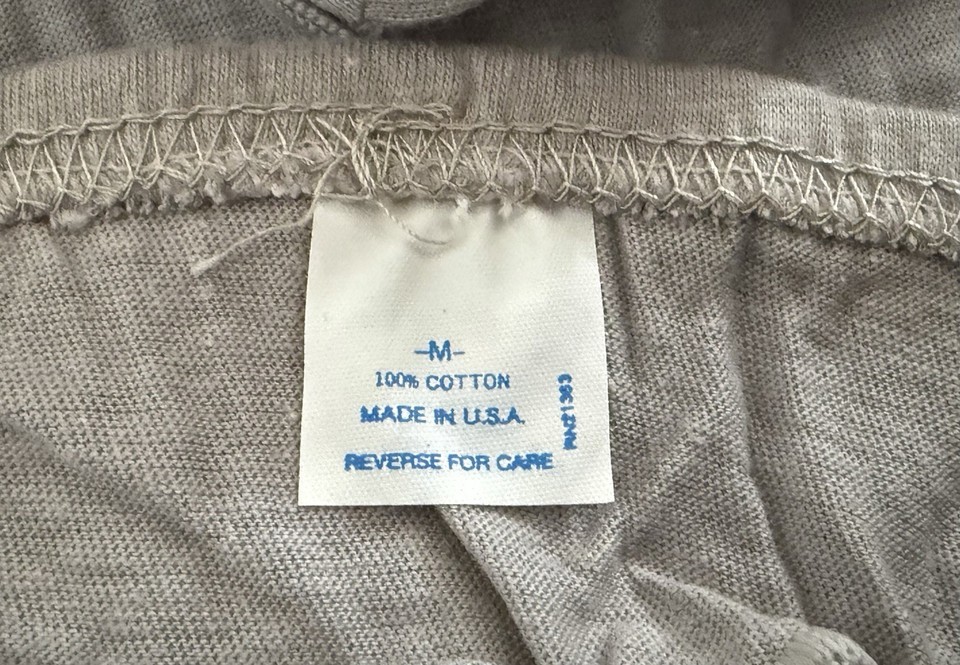 -M-
100% COTTON
MADE IN U.S.A.
REVERSE FOR CARE